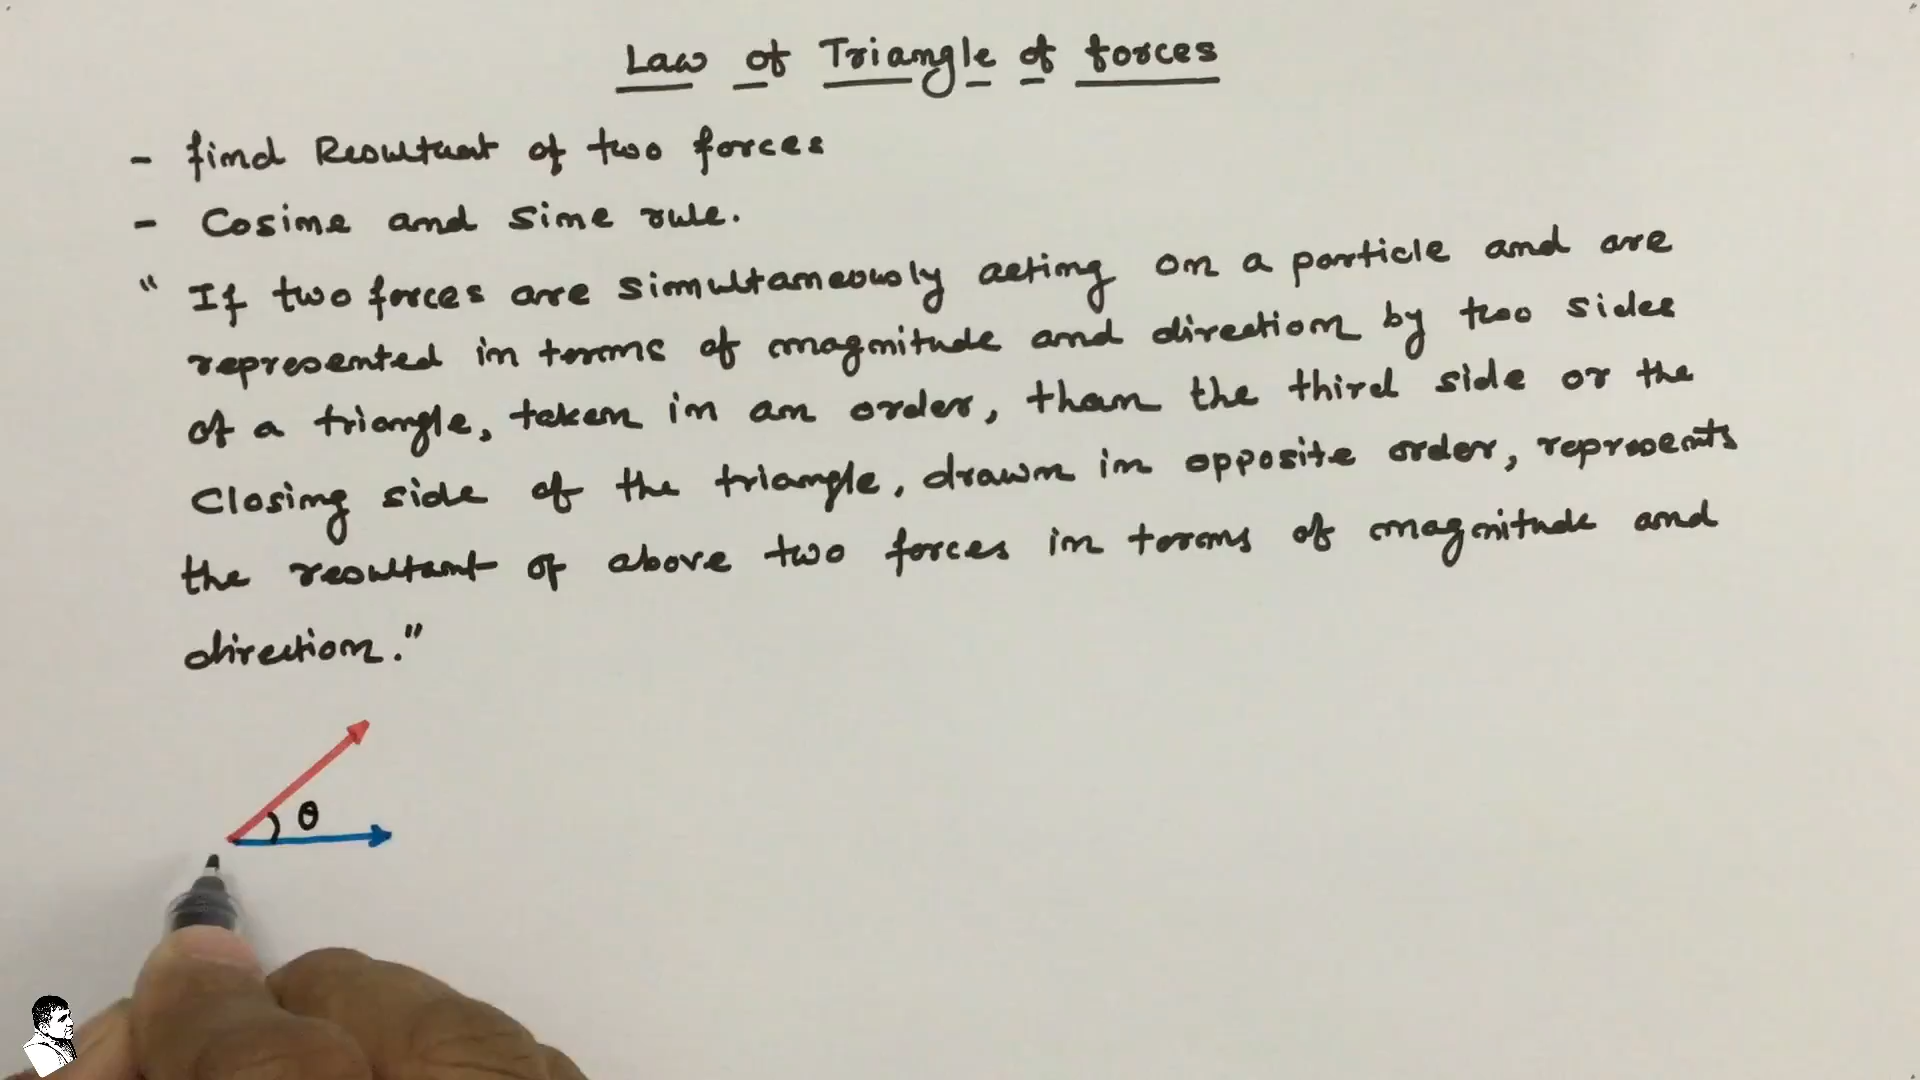 Law of Triangle of forces
- find Resultant of two forces
- Cosine and Sine rule.
" If two forces are simultaneously acting on a particle and are
represented in terms of magnitude and direction by two sides
of a triangle, taken in an order, than the third side or the
Closing side of the triangle, drawn in opposite order, represents
the resultant of above two forces in terms of magnitude and
direction."
θ